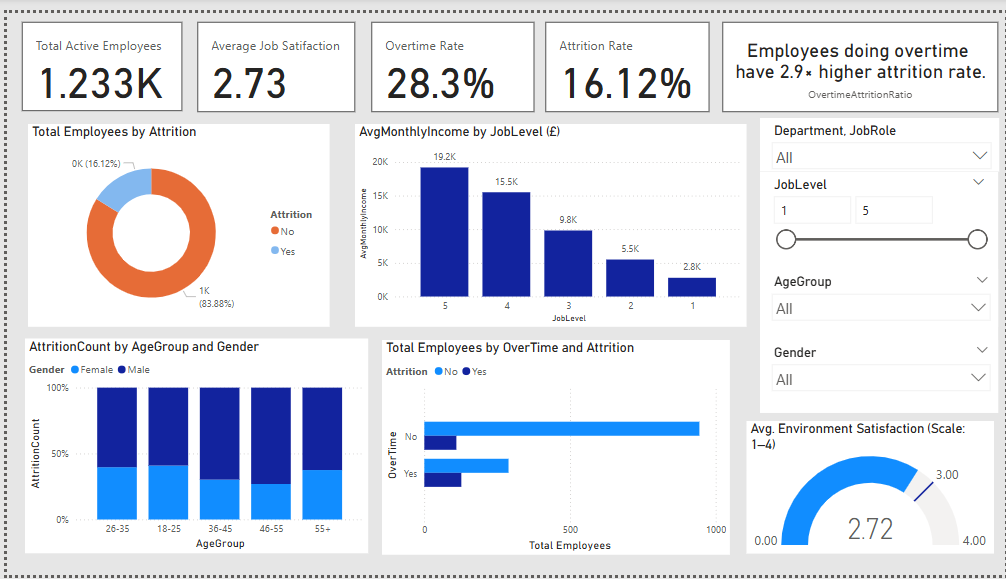 Total Active Employees
1.233K
Average Job Satifaction
2.73
Overtime Rate
28.3%
Attrition Rate
16.12%
Employees doing overtime
have 2.9× higher attrition rate.
OvertimeAttritionRatio
Total Employees by Attrition
0K (16.12%)
1K
(83.88%)
Attrition
No
Yes
AvgMonthlyIncome by JobLevel (£)
AvgMonthlyIncome
20K
15K
10K
5K
0K
19.2K
15.5K
9.8K
5.5K
2.8K
5
4
3
2
1
JobLevel
Department, JobRole
All
JobLevel
1
5
AgeGroup
All
Gender
All
AttritionCount by AgeGroup and Gender
Gender Female Male
AttritionCount
100%
50%
0%
26-35
18-25
36-45
46-55
55+
AgeGroup
Total Employees by OverTime and Attrition
Attrition No Yes
OverTime
No
Yes
0
500
1000
Total Employees
Avg. Environment Satisfaction (Scale:
1–4)
3.00
2.72
0.00
4.00